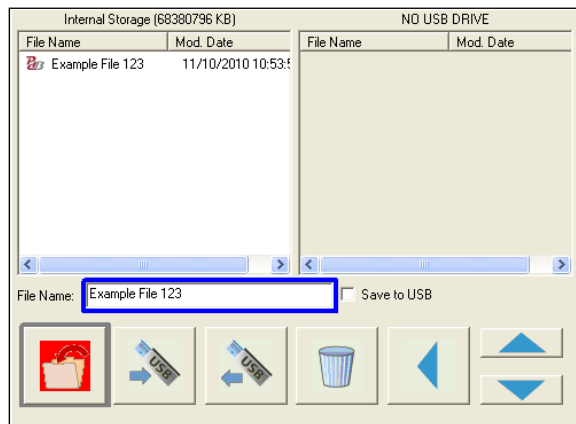 Internal Storage (68380796 KB)
NO USB DRIVE
File Name Mod. Date
File Name Mod. Date
Example File 123 11/10/2010 10:53:
File Name: Example File 123 Save to USB
USB
USB